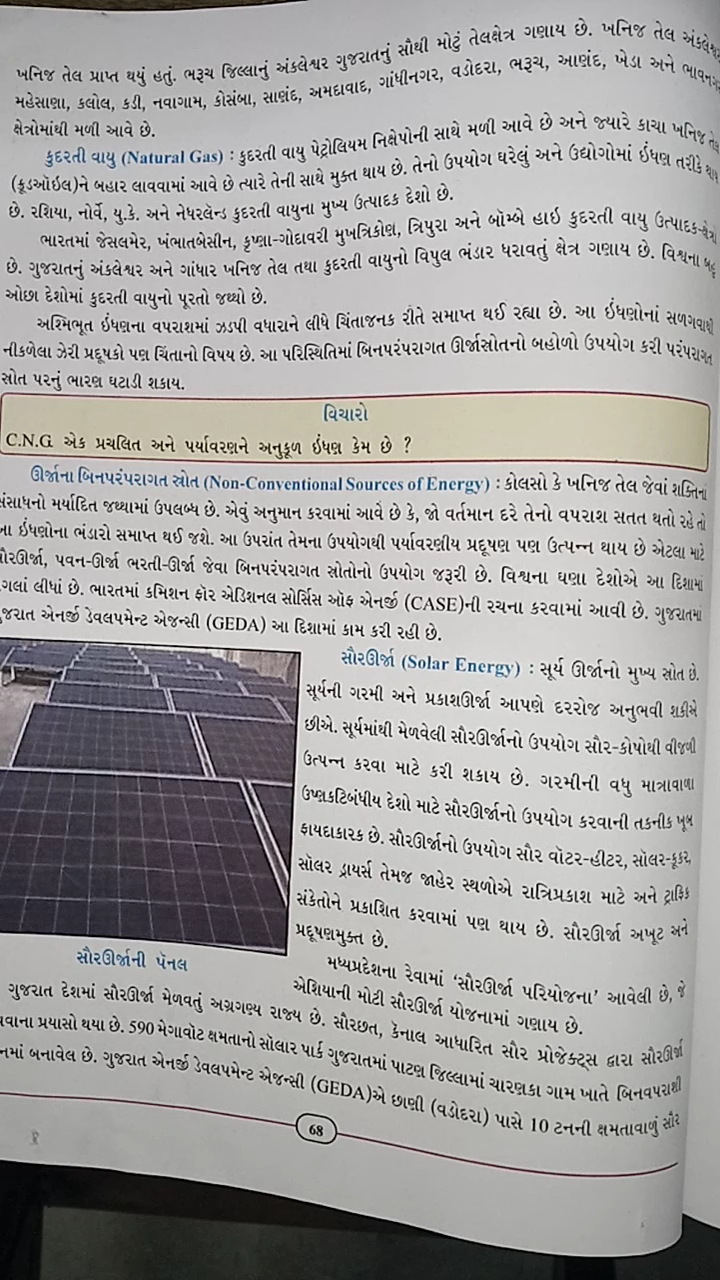 ખનિજ તેલ પ્રાપ્ત થયું હતું. ભરૂચ જિલ્લાનું અંકલેશ્વર ગુજરાતનું સૌથી મોટું તેલક્ષેત્ર ગણાય છે. ખનિજ તેલ અંકલેશ્વર
મહેસાણા, કલોલ, કડી, નવાગામ, કોસંબા, સાણંદ, અમદાવાદ, ગાંધીનગર, વડોદરા, ભરૂચ, આણંદ, ખેડા અને ભાવનગર
ક્ષેત્રોમાંથી મળી આવે છે.
કુદરતી વાયુ (Natural Gas) : કુદરતી વાયુ પેટ્રોલિયમ નિક્ષેપોની સાથે મળી આવે છે અને જ્યારે કાચા ખનિજ તેલ
(ક્રૂડઑઇલ)ને બહાર લાવવામાં આવે છે ત્યારે તેની સાથે મુક્ત થાય છે. તેનો ઉપયોગ ઘરેલું અને ઉદ્યોગોમાં ઇંધણ તરીકે થાય
છે. રશિયા, નોર્વે, યુ.કે. અને નેધરલૅન્ડ કુદરતી વાયુના મુખ્ય ઉત્પાદક દેશો છે.
ભારતમાં જેસલમેર, ખંભાતબેસીન, કૃષ્ણા-ગોદાવરી મુખત્રિકોણ, ત્રિપુરા અને બૉમ્બે હાઇ કુદરતી વાયુ ઉત્પાદક-ક્ષેત્રો
છે. ગુજરાતનું અંકલેશ્વર અને ગાંધાર ખનિજ તેલ તથા કુદરતી વાયુનો વિપુલ ભંડાર ધરાવતું ક્ષેત્ર ગણાય છે. વિશ્વના બહુ
ઓછા દેશોમાં કુદરતી વાયુનો પૂરતો જથ્થો છે.
અશ્મિભૂત ઇંધણના વપરાશમાં ઝડપી વધારાને લીધે ચિંતાજનક રીતે સમાપ્ત થઈ રહ્યા છે. આ ઇંધણોનાં સળગવાથી
નીકળેલા ઝેરી પ્રદૂષકો પણ ચિંતાનો વિષય છે. આ પરિસ્થિતિમાં બિનપરંપરાગત ઊર્જાસ્રોતનો બહોળો ઉપયોગ કરી પરંપરાગત
સ્રોત પરનું ભારણ ઘટાડી શકાય.
વિચારો
C.N.G. એક પ્રચલિત અને પર્યાવરણને અનુકૂળ ઇંધણ કેમ છે ?
ઊર્જાના બિનપરંપરાગત સ્રોત (Non-Conventional Sources of Energy) : કોલસો કે ખનિજ તેલ જેવાં શક્તિનાં
સંસાધનો મર્યાદિત જથ્થામાં ઉપલબ્ધ છે. એવું અનુમાન કરવામાં આવે છે કે, જો વર્તમાન દરે તેનો વપરાશ સતત થતો રહે તો
આ ઇંધણોના ભંડારો સમાપ્ત થઈ જશે. આ ઉપરાંત તેમના ઉપયોગથી પર્યાવરણીય પ્રદૂષણ પણ ઉત્પન્ન થાય છે એટલા માટે
સૌરઊર્જા, પવન-ઊર્જા ભરતી-ઊર્જા જેવા બિનપરંપરાગત સ્રોતોનો ઉપયોગ જરૂરી છે. વિશ્વના ઘણા દેશોએ આ દિશામાં
પગલાં લીધાં છે. ભારતમાં કમિશન ફૉર એડિશનલ સોર્સિસ ઑફ એનર્જી (CASE)ની રચના કરવામાં આવી છે. ગુજરાતમાં
ગુજરાત એનર્જી ડેવલપમેન્ટ એજન્સી (GEDA) આ દિશામાં કામ કરી રહી છે.
સૌરઊર્જા (Solar Energy) : સૂર્ય ઊર્જાનો મુખ્ય સ્રોત છે.
સૂર્યની ગરમી અને પ્રકાશઊર્જા આપણે દરરોજ અનુભવી શકીએ
છીએ. સૂર્યમાંથી મેળવેલી સૌરઊર્જાનો ઉપયોગ સૌર-કોષોથી વીજળી
ઉત્પન્ન કરવા માટે કરી શકાય છે. ગરમીની વધુ માત્રાવાળા
ઉષ્ણકટિબંધીય દેશો માટે સૌરઊર્જાનો ઉપયોગ કરવાની તકનીક ખૂબ
ફાયદાકારક છે. સૌરઊર્જાનો ઉપયોગ સૌર વૉટર-હીટર, સૉલર-કૂકર,
સૉલર ડ્રાયર્સ તેમજ જાહેર સ્થળોએ રાત્રિપ્રકાશ માટે અને ટ્રાફિક
સંકેતોને પ્રકાશિત કરવામાં પણ થાય છે. સૌરઊર્જા અખૂટ અને
પ્રદૂષણમુક્ત છે.
સૌરઊર્જાની પૅનલ
મધ્યપ્રદેશના રેવામાં ‘સૌરઊર્જા પરિયોજના’ આવેલી છે, જે
એશિયાની મોટી સૌરઊર્જા યોજનામાં ગણાય છે.
ગુજરાત દેશમાં સૌરઊર્જા મેળવતું અગ્રગણ્ય રાજ્ય છે. સૌરછત, કૅનાલ આધારિત સૌર પ્રોજેક્ટ્સ દ્વારા સૌરઊર્જા
વવાના પ્રયાસો થયા છે. 590 મેગાવૉટ ક્ષમતાનો સૉલાર પાર્ક ગુજરાતમાં પાટણ જિલ્લામાં ચારણકા ગામ ખાતે બિનવપરાશી
નમાં બનાવેલ છે. ગુજરાત એનર્જી ડેવલપમેન્ટ એજન્સી (GEDA)એ છાણી (વડોદરા) પાસે 10 ટનની ક્ષમતાવાળું સૌર
68